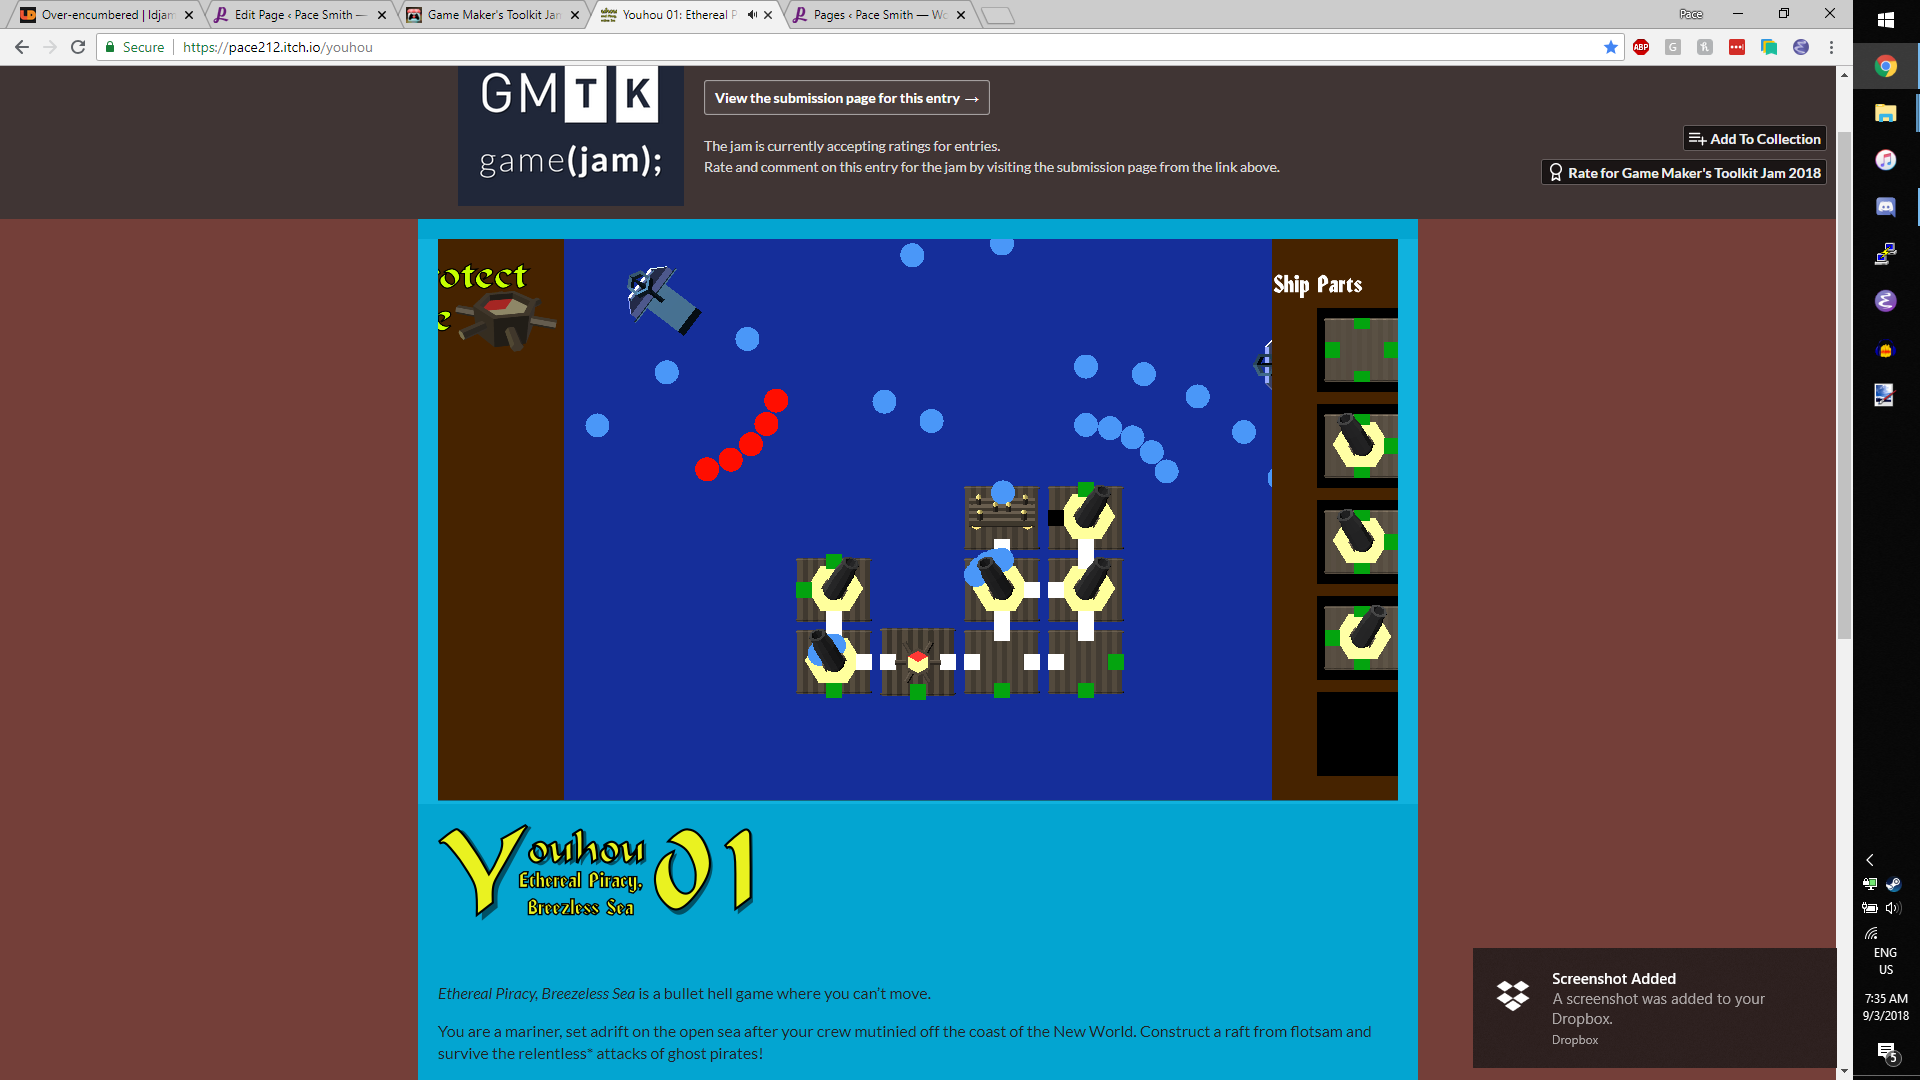 Over-encumbered | ldjam
Edit Page ‹ Pace Smith —
Game Maker's Toolkit Jam
Youhou 01: Ethereal P
Pages ‹ Pace Smith — Wo
Pace
Secure
https://pace212.itch.io/youhou
ABP
GMTK
game(jam);
View the submission page for this entry →
The jam is currently accepting ratings for entries.
Rate and comment on this entry for the jam by visiting the submission page from the link above.
Add To Collection
Rate for Game Maker's Toolkit Jam 2018
otect
e
Ship Parts
Youhou 01
Ethereal Piracy,
Breezless Sea
Ethereal Piracy, Breezeless Sea is a bullet hell game where you can't move.
You are a mariner, set adrift on the open sea after your crew mutinied off the coast of the New World. Construct a raft from flotsam and
survive the relentless* attacks of ghost pirates!
Screenshot Added
A screenshot was added to your
Dropbox.
Dropbox
ENG
US
7:35 AM
9/3/2018
5